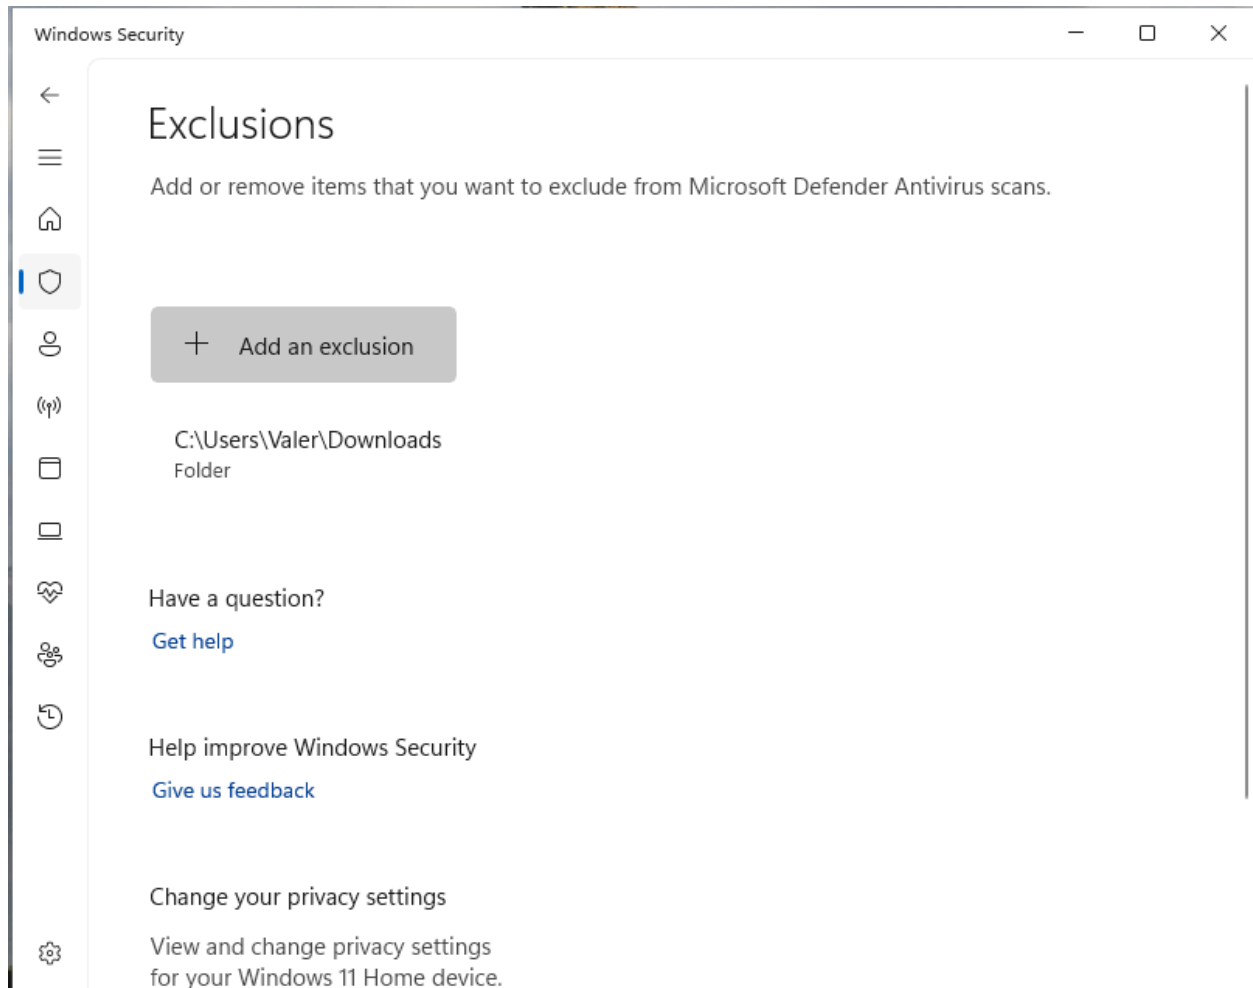 Windows Security
Exclusions
Add or remove items that you want to exclude from Microsoft Defender Antivirus scans.
Add an exclusion
C:\Users\Valer\Downloads
Folder
Have a question?
Get help
Help improve Windows Security
Give us feedback
Change your privacy settings
View and change privacy settings
for your Windows 11 Home device.